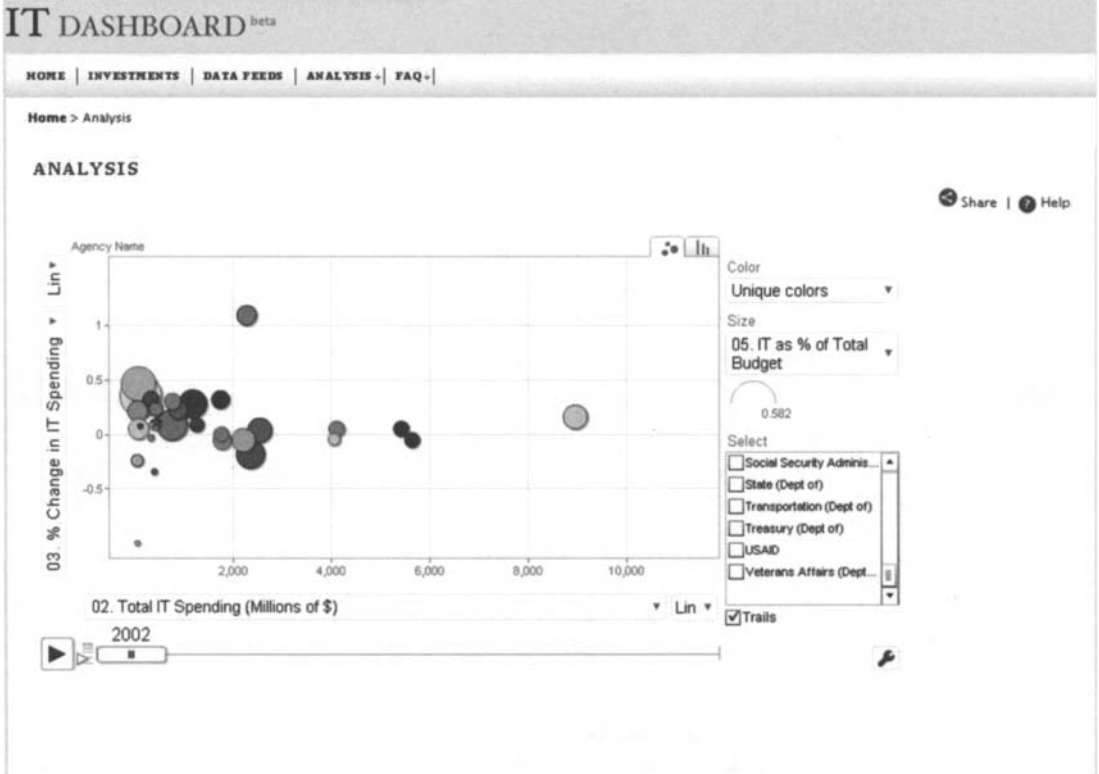 IT DASHBOARD beta
HOME | INVESTMENTS | DATA FEEDS | ANALYSIS | FAQ |
Home > Analysis
ANALYSIS
Share | Help
Agency Name
Lin
03. % Change in IT Spending
1
0.5
0
-0.5
2,000
4,000
6,000
8,000
10,000
02. Total IT Spending (Millions of $)
Lin
2002
Color
Unique colors
Size
05. IT as % of Total
Budget
0.582
Select
Social Security Adminis...
State (Dept of)
Transportation (Dept of)
Treasury (Dept of)
USAID
Veterans Affairs (Dept...
Trails